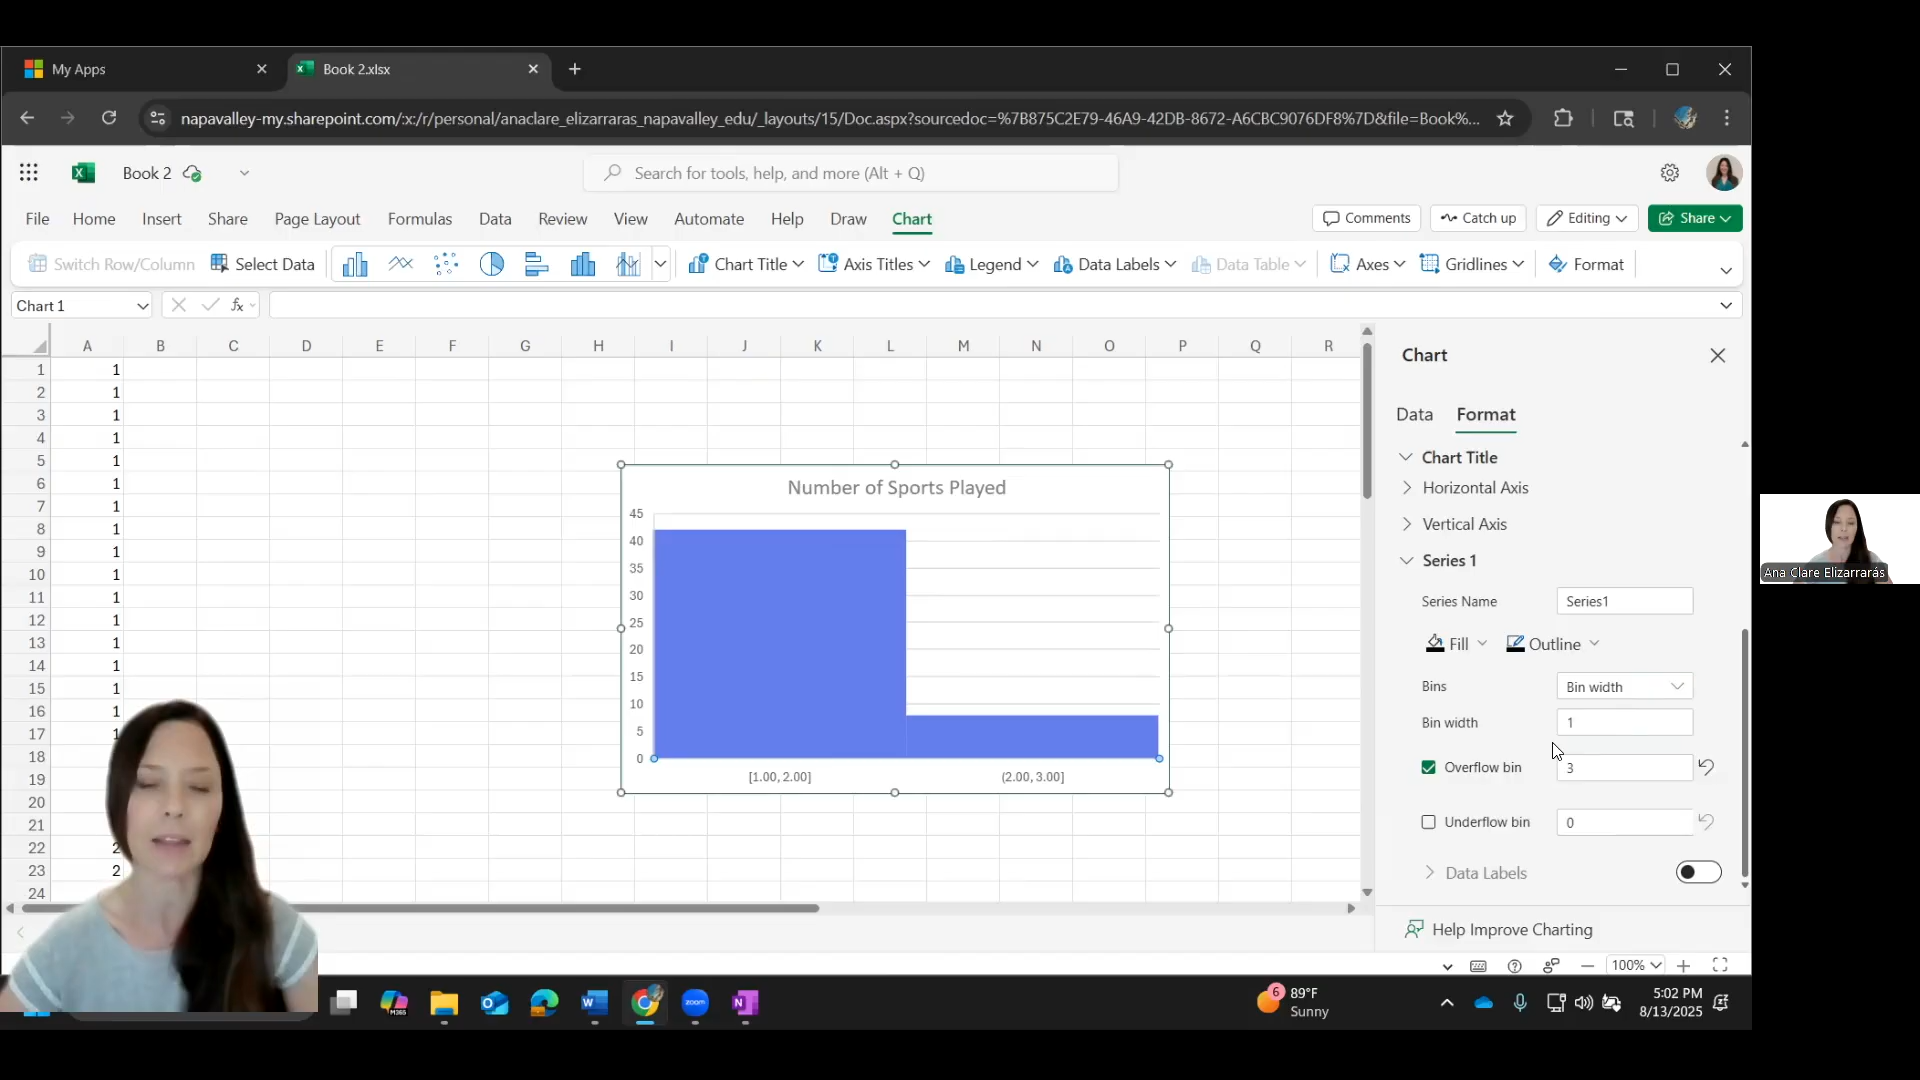 My Apps
Book 2.xlsx
napavalley-my.sharepoint.com/:x:/r/personal/anaclare_elizarraras_napavalley_edu/_layouts/15/Doc.aspx?sourcedoc=%7B875C2E79-46A9-42DB-8672-A6CBC9076DF8%7D&file=Book%...
Book 2
Search for tools, help, and more (Alt + Q)
File Home Insert Share Page Layout Formulas Data Review View Automate Help Draw Chart
Comments Catch up Editing Share
Switch Row/Column Select Data Chart Title Axis Titles Legend Data Labels Data Table Axes Gridlines Format
Chart 1 fx
A B C D E F G H I J K L M N O P Q R
1 1
2 1
3 1
4 1
5 1
6 1
7 1
8 1
9 1
10 1
11 1
12 1
13 1
14 1
15 1
16 1
17 1
18
19
20
21
22 2
23 2
24
Number of Sports Played
45
40
35
30
25
20
15
10
5
0
[1.00, 2.00] (2.00, 3.00]
Chart
Data Format
Chart Title
Horizontal Axis
Vertical Axis
Series 1
Series Name Series1
Fill Outline
Bins Bin width
Bin width 1
Overflow bin 3
Underflow bin 0
Data Labels
Help Improve Charting
100%
Ana Clare Elizarrarás
M365
zoom
6
89°F
Sunny
5:02 PM
8/13/2025